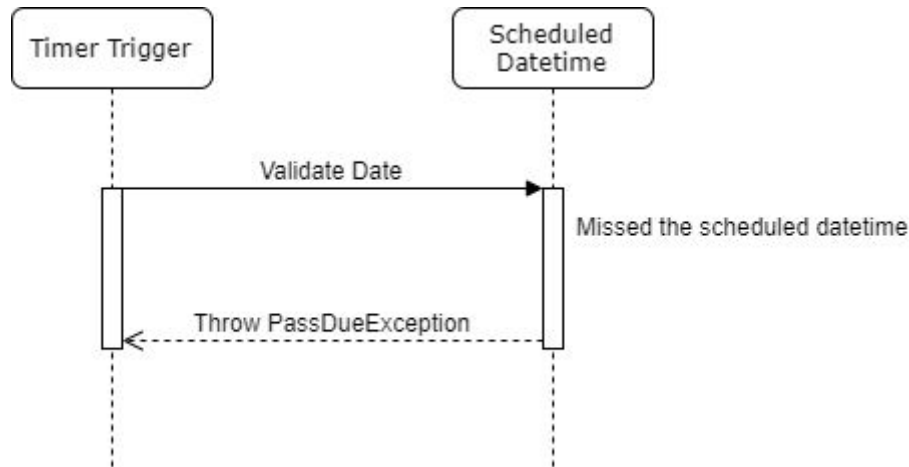 Timer Trigger
Scheduled
Datetime
Validate Date
Missed the scheduled datetime
Throw PassDueException